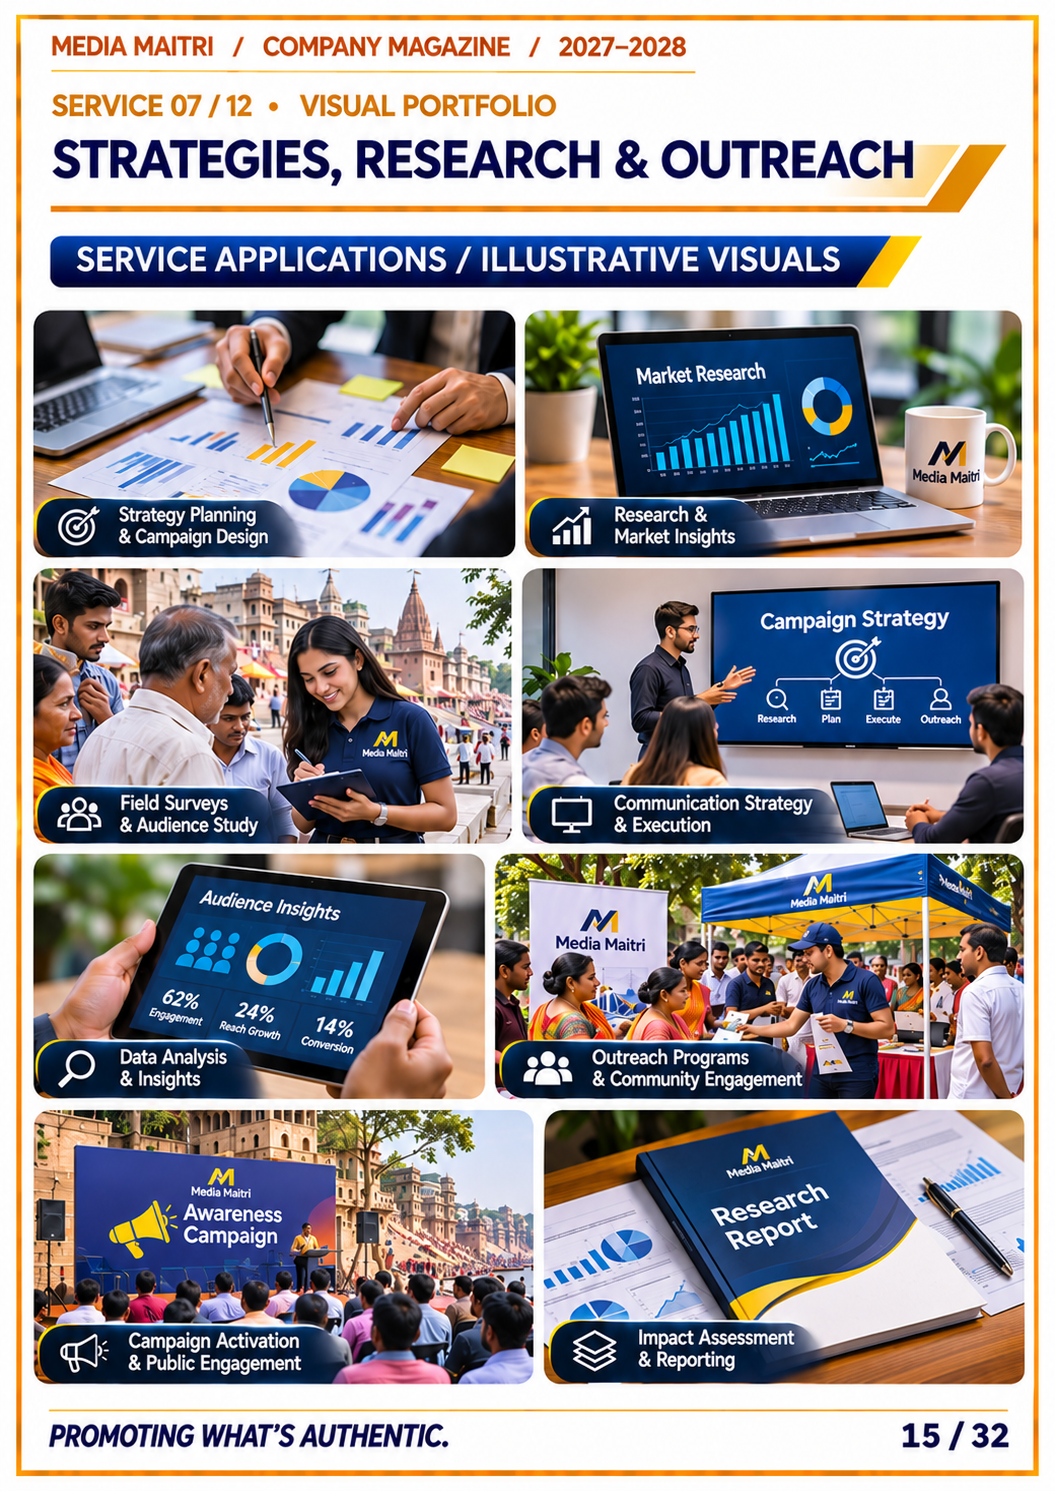 MEDIA MAITRI / COMPANY MAGAZINE / 2027–2028
SERVICE 07 / 12 • VISUAL PORTFOLIO
STRATEGIES, RESEARCH & OUTREACH
SERVICE APPLICATIONS / ILLUSTRATIVE VISUALS
Strategy Planning
& Campaign Design
Market Research
Media Maitri
Research &
Market Insights
Media Maitri
Field Surveys
& Audience Study
Campaign Strategy
Research Plan Execute Outreach
Communication Strategy
& Execution
Audience Insights
62% 24% 14%
Engagement Reach Growth Conversion
Data Analysis
& Insights
Media Maitri
Media Maitri
Outreach Programs
& Community Engagement
Media Maitri
Awareness
Campaign
Campaign Activation
& Public Engagement
Media Maitri
Research
Report
Impact Assessment
& Reporting
PROMOTING WHAT'S AUTHENTIC.
15 / 32